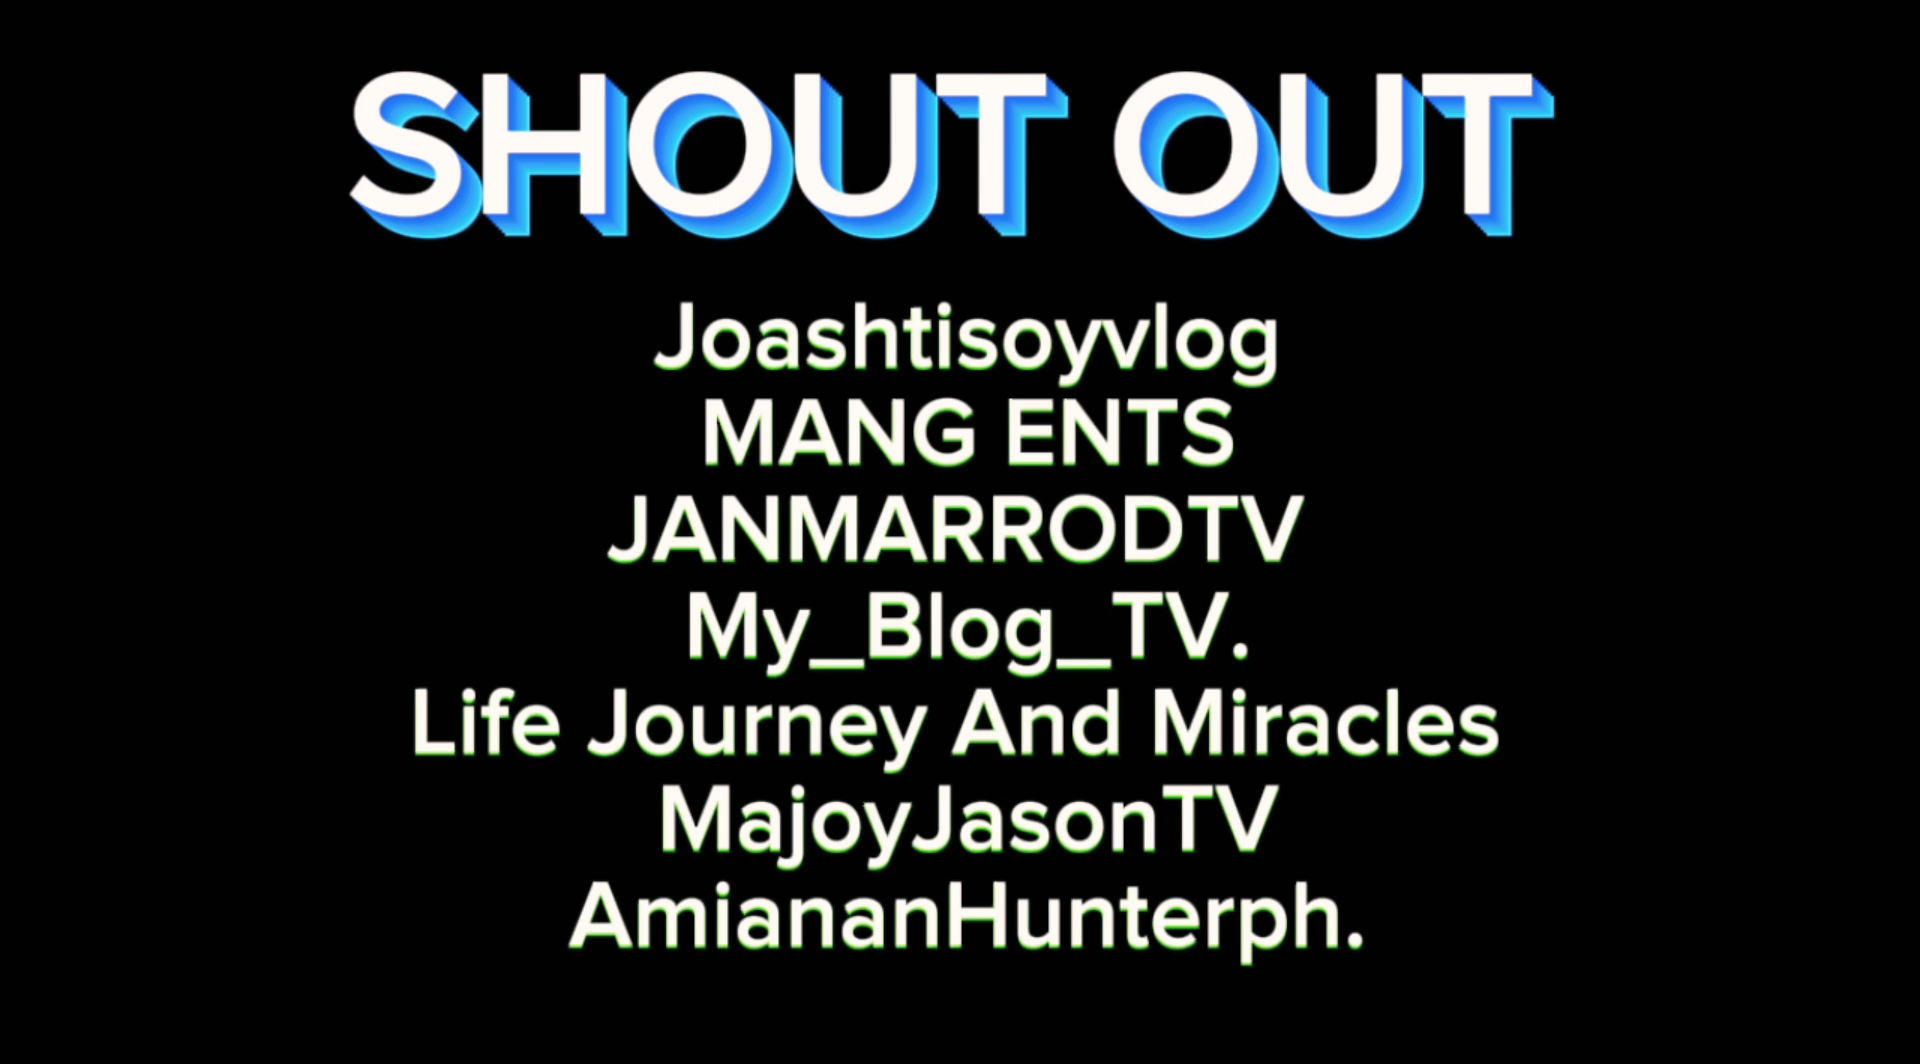 SHOUT OUT
Joashtisoyvlog
MANG ENTS
JANMARRODTV
My_Blog_TV.
Life Journey And Miracles
MajoyJasonTV
AmiananHunterph.